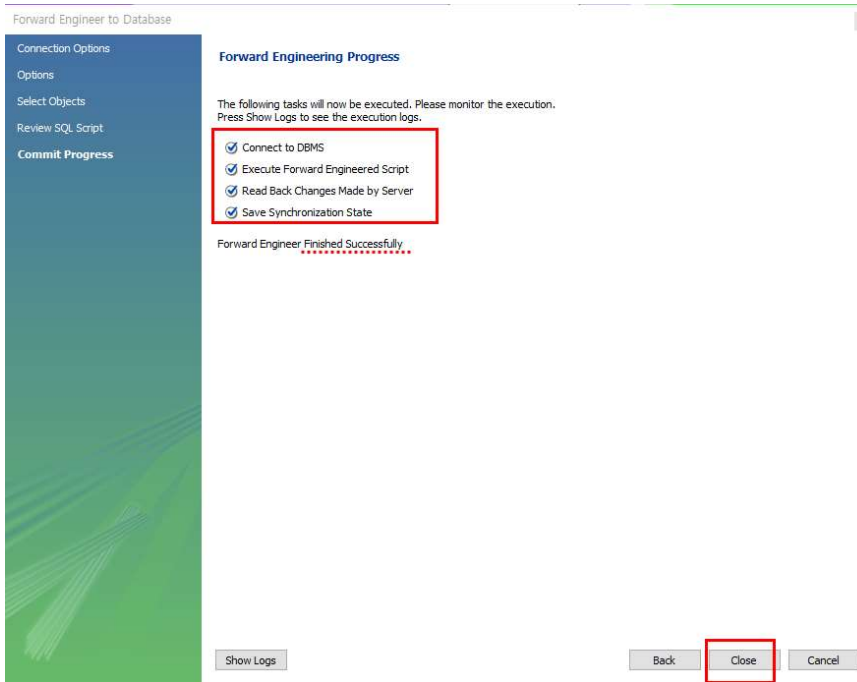 Forward Engineer to Database
Connection Options
Options
Select Objects
Review SQL Script
Commit Progress
Forward Engineering Progress
The following tasks will now be executed. Please monitor the execution.
Press Show Logs to see the execution logs.
Connect to DBMS
Execute Forward Engineered Script
Read Back Changes Made by Server
Save Synchronization State
Forward Engineer Finished Successfully
Show Logs
Back
Close
Cancel